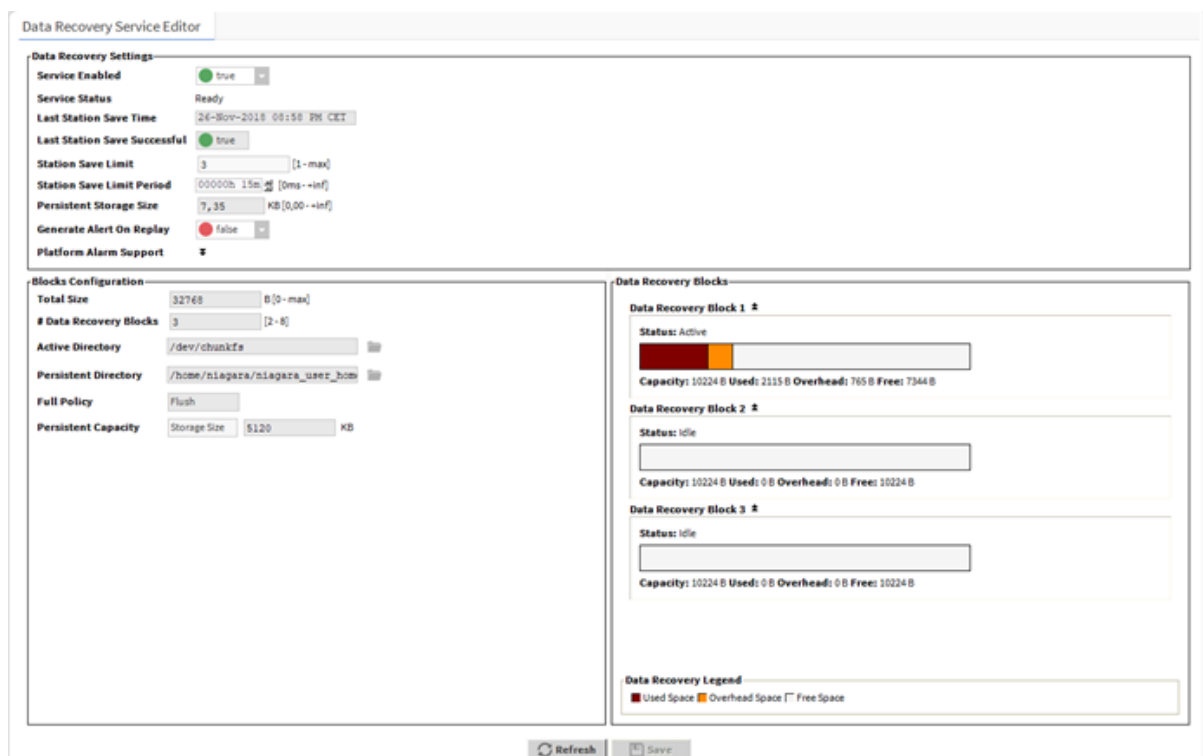 Data Recovery Service Editor
Data Recovery Settings
Service Enabled true
Service Status Ready
Last Station Save Time 26-Nov-2018 08:58 PM CET
Last Station Save Successful true
Station Save Limit 3 [1-max]
Station Save Limit Period 00000h 15m [0ms-+inf]
Persistent Storage Size 7,35 KB [0,00-+inf]
Generate Alert On Replay false
Platform Alarm Support
Blocks Configuration
Total Size 32768 B [0-max]
# Data Recovery Blocks 3 [2-8]
Active Directory /dev/chunkfs
Persistent Directory /home/niagara/niagara_user_hom
Full Policy Flush
Persistent Capacity Storage Size 5120 KB
Data Recovery Blocks
Data Recovery Block 1
Status: Active
Capacity: 10224 B Used: 2115 B Overhead: 765 B Free: 7344 B
Data Recovery Block 2
Status: Idle
Capacity: 10224 B Used: 0 B Overhead: 0 B Free: 10224 B
Data Recovery Block 3
Status: Idle
Capacity: 10224 B Used: 0 B Overhead: 0 B Free: 10224 B
Data Recovery Legend
Used Space Overhead Space Free Space
Refresh Save